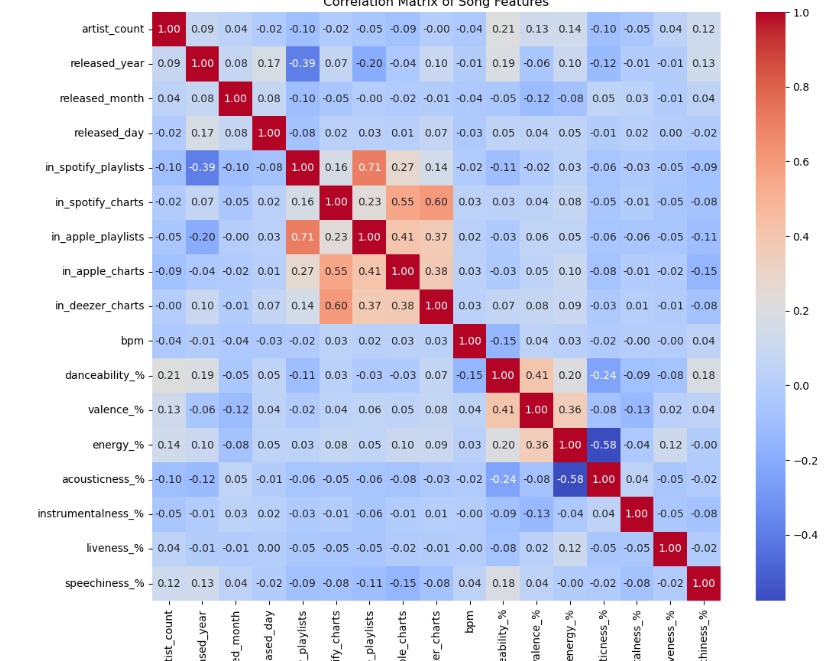 Correlation Matrix of Song Features
artist_count 1.00 0.09 0.04 -0.02 -0.10 -0.02 -0.05 -0.09 -0.00 -0.04 0.21 0.13 0.14 -0.10 -0.05 0.04 0.12
released_year 0.09 1.00 0.08 0.17 -0.39 0.07 -0.20 -0.04 0.10 -0.01 0.19 -0.06 0.10 -0.12 -0.01 -0.01 0.13
released_month 0.04 0.08 1.00 0.08 -0.10 -0.05 -0.00 -0.02 -0.01 -0.04 -0.05 -0.12 -0.08 0.05 0.03 -0.01 0.04
released_day -0.02 0.17 0.08 1.00 -0.08 0.02 0.03 0.01 0.07 -0.03 0.05 0.04 0.05 -0.01 0.02 0.00 -0.02
in_spotify_playlists -0.10 -0.39 -0.10 -0.08 1.00 0.16 0.71 0.27 0.14 -0.02 -0.11 -0.02 0.03 -0.06 -0.03 -0.05 -0.09
in_spotify_charts -0.02 0.07 -0.05 0.02 0.16 1.00 0.23 0.55 0.60 0.03 0.03 0.04 0.08 -0.05 -0.01 -0.05 -0.08
in_apple_playlists -0.05 -0.20 -0.00 0.03 0.71 0.23 1.00 0.41 0.37 0.02 -0.03 0.06 0.05 -0.06 -0.06 -0.05 -0.11
in_apple_charts -0.09 -0.04 -0.02 0.01 0.27 0.55 0.41 1.00 0.38 0.03 -0.03 0.05 0.10 -0.08 -0.01 -0.02 -0.15
in_deezer_charts -0.00 0.10 -0.01 0.07 0.14 0.60 0.37 0.38 1.00 0.03 0.07 0.08 0.09 -0.03 0.01 -0.01 -0.08
bpm -0.04 -0.01 -0.04 -0.03 -0.02 0.03 0.02 0.03 0.03 1.00 -0.15 0.04 0.03 -0.02 -0.00 -0.00 0.04
danceability_% 0.21 0.19 -0.05 0.05 -0.11 0.03 -0.03 -0.03 0.07 -0.15 1.00 0.41 0.20 -0.24 -0.09 -0.08 0.18
valence_% 0.13 -0.06 -0.12 0.04 -0.02 0.04 0.06 0.05 0.08 0.04 0.41 1.00 0.36 -0.08 -0.13 0.02 0.04
energy_% 0.14 0.10 -0.08 0.05 0.03 0.08 0.05 0.10 0.09 0.03 0.20 0.36 1.00 -0.58 -0.04 0.12 -0.00
acousticness_% -0.10 -0.12 0.05 -0.01 -0.06 -0.05 -0.06 -0.08 -0.03 -0.02 -0.24 -0.08 -0.58 1.00 0.04 -0.05 -0.02
instrumentalness_% -0.05 -0.01 0.03 0.02 -0.03 -0.01 -0.06 -0.01 0.01 -0.00 -0.09 -0.13 -0.04 0.04 1.00 -0.05 -0.08
liveness_% 0.04 -0.01 -0.01 0.00 -0.05 -0.05 -0.05 -0.02 -0.01 -0.00 -0.08 0.02 0.12 -0.05 -0.05 1.00 -0.02
speechiness_% 0.12 0.13 0.04 -0.02 -0.09 -0.08 -0.11 -0.15 -0.08 0.04 0.18 0.04 -0.00 -0.02 -0.08 -0.02 1.00
tist_count
ased_year
ed_month
ased_day
_playlists
ify_charts
_playlists
ple_charts
er_charts
bpm
eability_%
valence_%
energy_%
ticness_%
talness_%
veness_%
chiness_%
1.0
0.8
0.6
0.4
0.2
0.0
−0.2
−0.4